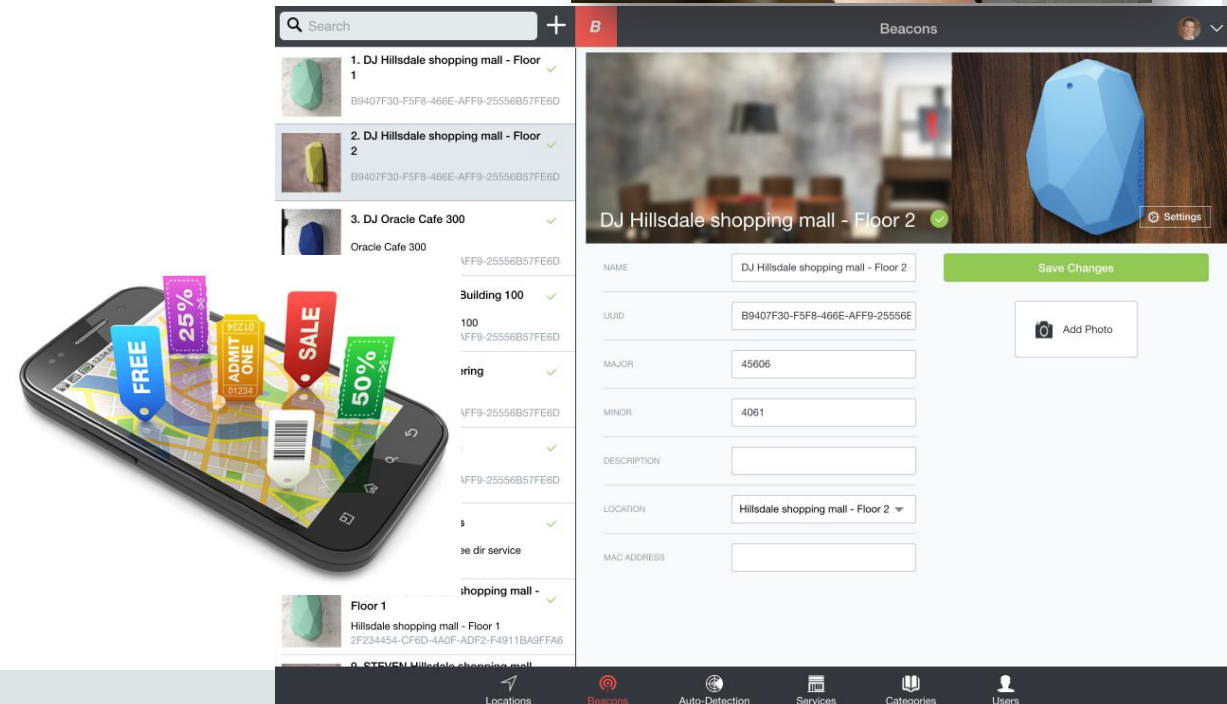 Search
B
Beacons
1. DJ Hillsdale shopping mall - Floor
1
B9407F30-F5F8-466E-AFF9-25556B57FE6D
2. DJ Hillsdale shopping mall - Floor
2
B9407F30-F5F8-466E-AFF9-25556B57FE6D
3. DJ Oracle Cafe 300
Oracle Cafe 300
AFF9-25556B57FE6D
Building 100
100
AFF9-25556B57FE6D
ering
AFF9-25556B57FE6D
AFF9-25556B57FE6D
s
ee dir service
shopping mall -
Floor 1
Hillsdale shopping mall - Floor 1
2F234454-CF6D-4A0F-ADF2-F4911BA9FFA6
9. STEVEN Hillsdale shopping mall
FREE
25%
ADMIT
ONE
01234
SALE
50%
DJ Hillsdale shopping mall - Floor 2
Settings
NAME
DJ Hillsdale shopping mall - Floor 2
Save Changes
UUID
B9407F30-F5F8-466E-AFF9-25556E
Add Photo
MAJOR
45606
MINOR
4061
DESCRIPTION
LOCATION
Hillsdale shopping mall - Floor 2
MAC ADDRESS
Locations
Beacons
Auto-Detection
Services
Categories
Users